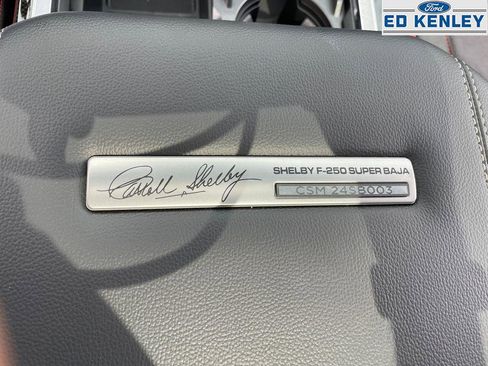 Ford
ED KENLEY
Carroll Shelby
SHELBY F-250 SUPER BAJA
CSM 24SB003